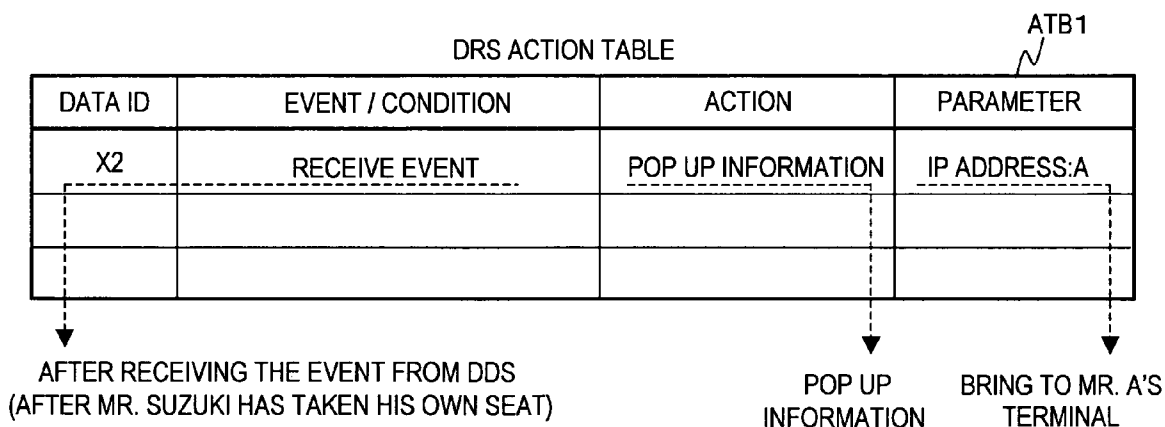 ATB1
DRS ACTION TABLE
DATA ID EVENT / CONDITION ACTION PARAMETER
X2 RECEIVE EVENT POP UP INFORMATION IP ADDRESS:A
AFTER RECEIVING THE EVENT FROM DDS
(AFTER MR. SUZUKI HAS TAKEN HIS OWN SEAT)
POP UP
INFORMATION
BRING TO MR. A'S
TERMINAL